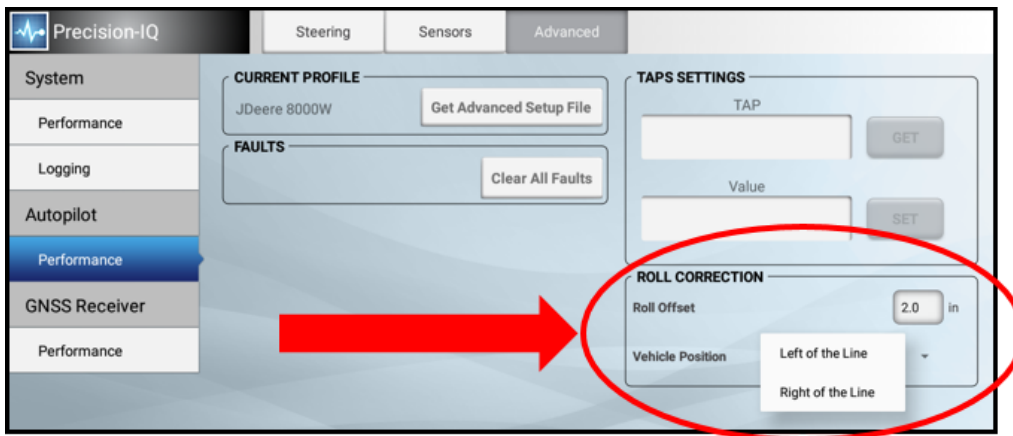 Precision-IQ
Steering
Sensors
Advanced
System
Performance
Logging
Autopilot
Performance
GNSS Receiver
Performance
CURRENT PROFILE
JDeere 8000W
Get Advanced Setup File
FAULTS
Clear All Faults
TAPS SETTINGS
TAP
GET
Value
SET
ROLL CORRECTION
Roll Offset
2.0 in
Vehicle Position
Left of the Line
Right of the Line